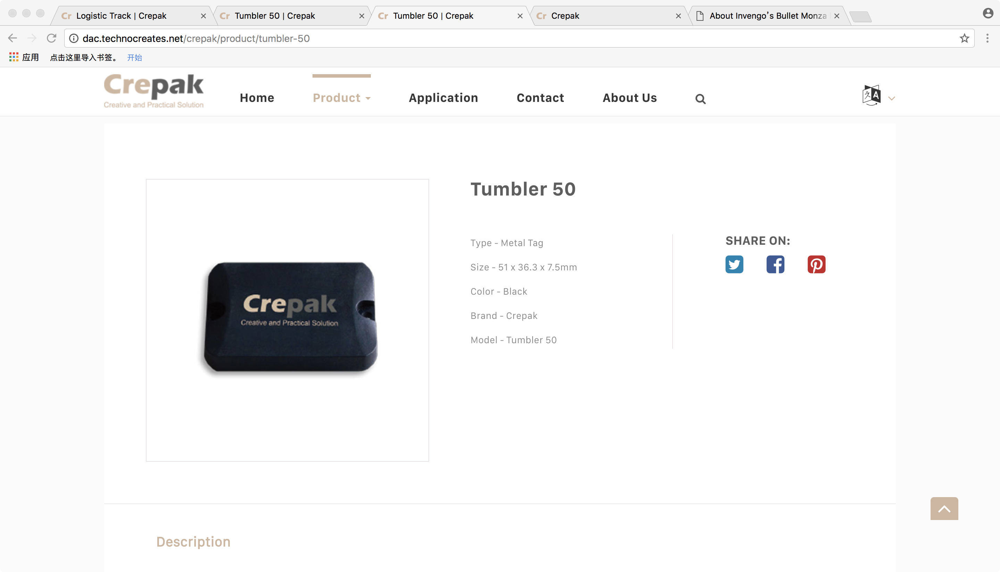 Cr Logistic Track | Crepak
Cr Tumbler 50 | Crepak
Cr Tumbler 50 | Crepak
Cr Crepak
About Invengo's Bullet Monza
dac.technocreates.net/crepak/product/tumbler-50
应用 点击这里导入书签。 开始
Crepak
Creative and Practical Solution
Home Product Application Contact About Us
文A
Tumbler 50
Type - Metal Tag
Size - 51 x 36.3 x 7.5mm
Color - Black
Brand - Crepak
Model - Tumbler 50
SHARE ON:
Crepak
Creative and Practical Solution
Description